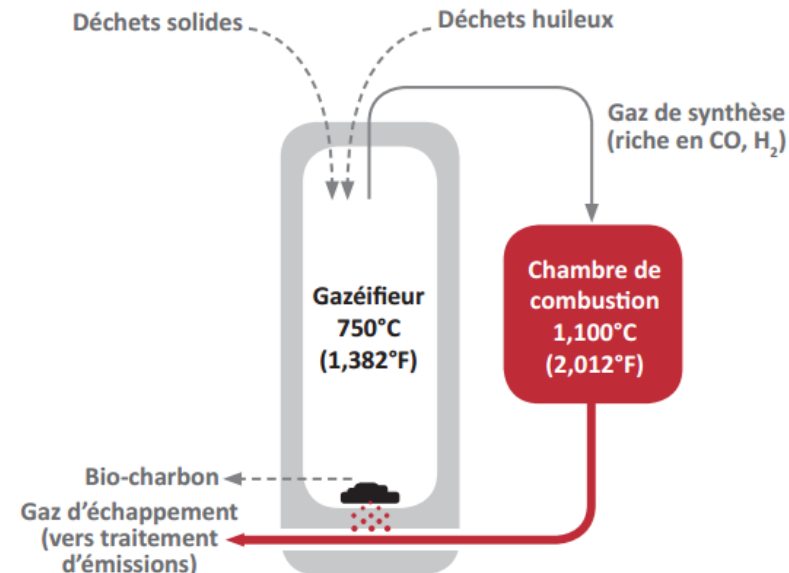 Déchets solides
Déchets huileux
Gaz de synthèse
(riche en CO, H₂)
Gazéifieur
750°C
(1,382°F)
Chambre de
combustion
1,100°C
(2,012°F)
Bio-charbon
Gaz d’échappement
(vers traitement
d’émissions)